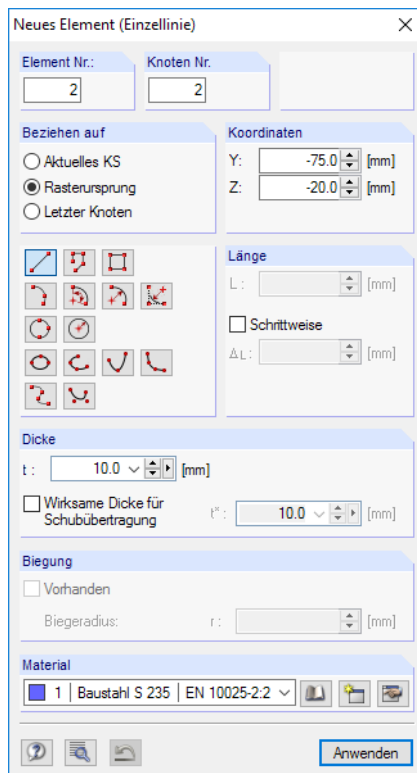 Neues Element (Einzellinie)
Element Nr.: Knoten Nr.
2 2
Beziehen auf
Aktuelles KS
Rasterursprung
Letzter Knoten
Koordinaten
Y: -75.0 [mm]
Z: -20.0 [mm]
Länge
L : [mm]
Schrittweise
ΔL: [mm]
Dicke
t : 10.0 [mm]
Wirksame Dicke für
Schubübertragung
t* : 10.0 [mm]
Biegung
Vorhanden
Biegeradius: r : [mm]
Material
1 | Baustahl S 235 | EN 10025-2:2
Anwenden